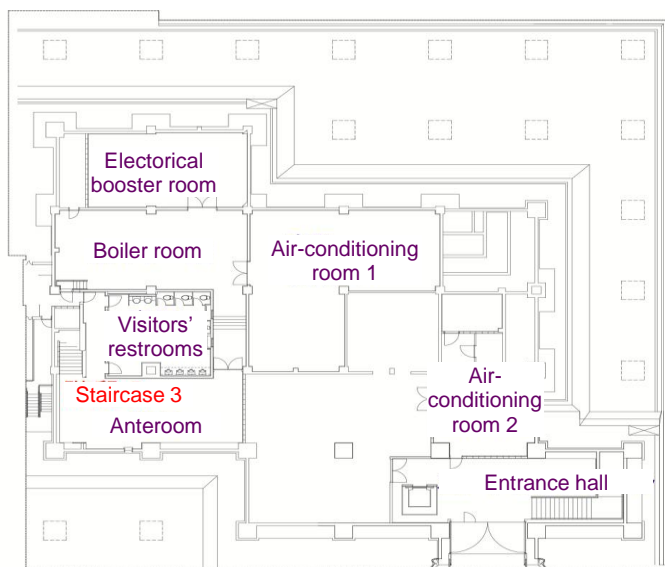 Electorical
booster room
Boiler room
Air-conditioning
room 1
Visitors'
restrooms
Staircase 3
Anteroom
Air-
conditioning
room 2
Entrance hall